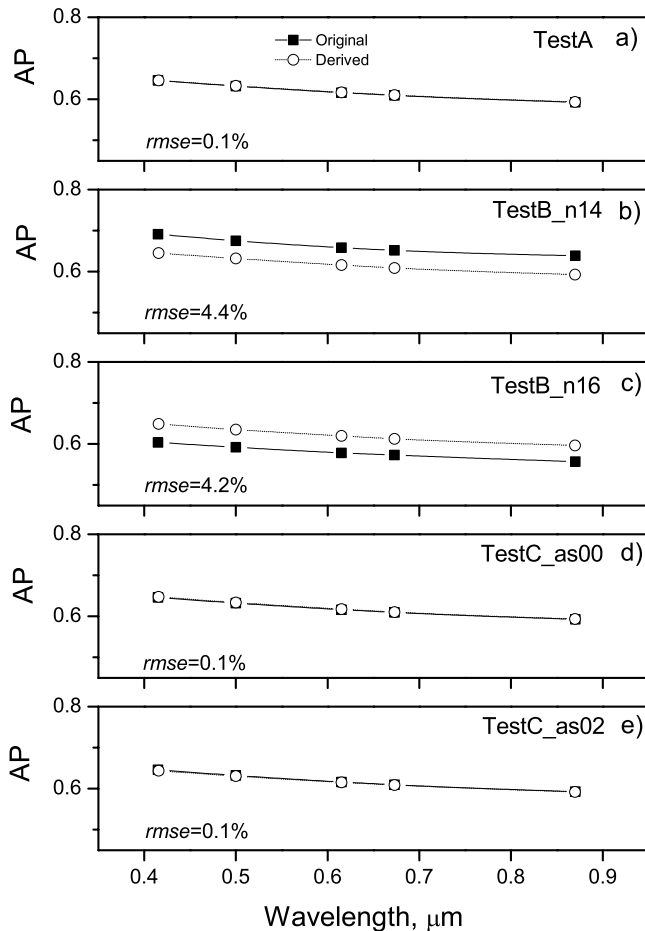 0.8
Original
Derived
TestA a)
AP
0.6
rmse=0.1%
0.8
TestB_n14 b)
AP
0.6
rmse=4.4%
0.8
TestB_n16 c)
AP
0.6
rmse=4.2%
0.8
TestC_as00 d)
AP
0.6
rmse=0.1%
0.8
TestC_as02 e)
AP
0.6
rmse=0.1%
0.4 0.5 0.6 0.7 0.8 0.9
Wavelength, μm